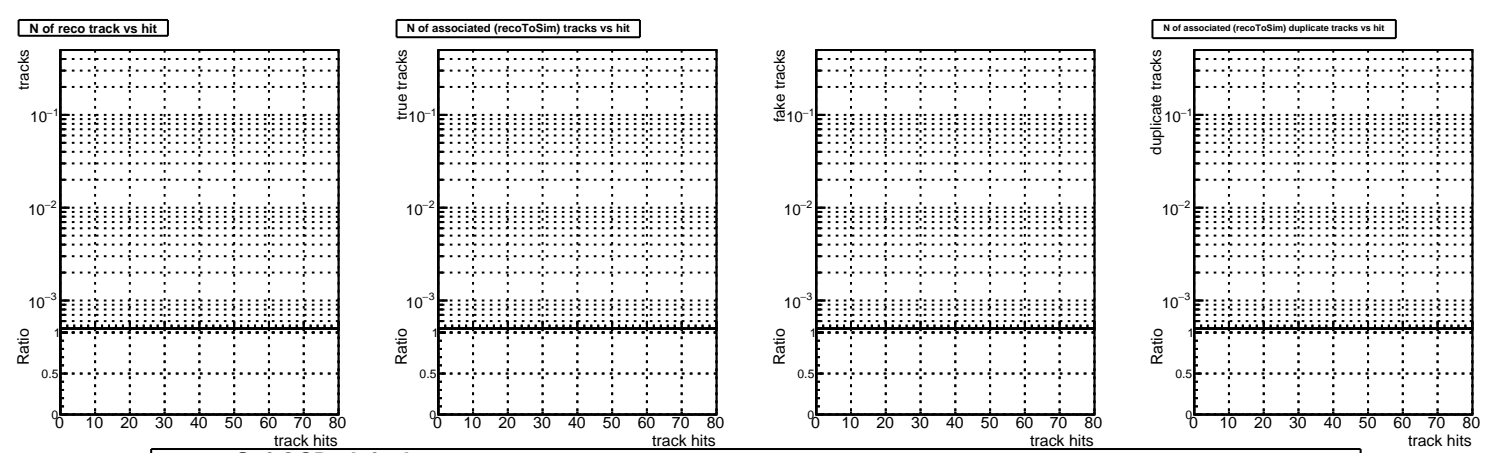 N of reco track vs hit
N of associated (recoToSim) tracks vs hit
N of associated (recoToSim) duplicate tracks vs hit
tracks
10⁻¹
10⁻²
10⁻³
Ratio
1
0.5
0
0 10 20 30 40 50 60 70 80
track hits
true tracks
10⁻¹
10⁻²
10⁻³
Ratio
1
0.5
0
0 10 20 30 40 50 60 70 80
track hits
fake tracks
10⁻¹
10⁻²
10⁻³
Ratio
1
0.5
0
0 10 20 30 40 50 60 70 80
track hits
duplicate tracks
10⁻¹
10⁻²
10⁻³
Ratio
1
0.5
0
0 10 20 30 40 50 60 70 80
track hits